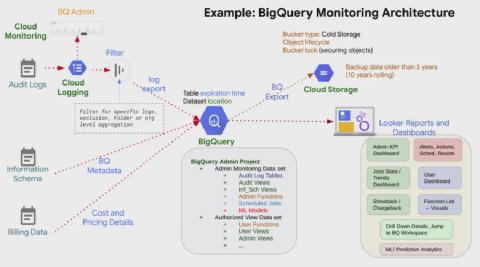 Example: BigQuery Monitoring Architecture
BQ Admin
Cloud
Monitoring
Filter
Audit Logs
Cloud
Logging
log
export
Filter for specific logs,
exclusion, Folder or org
level aggregation
Bucket type: Cold Storage
Object lifecycle
Bucket lock (securing objects)
Table expiration time
Dataset location
BQ
Export
Cloud Storage
Backup data older than 3 years
(10 years rolling)
BigQuery
Looker Reports and
Dashboards
Information
Schema
BQ
Metadata
Billing Data
Cost and
Pricing Details
BigQuery Admin Project
+ Admin Monitoring Data set
+ Audit Log Tables
+ Audit Views
+ Inf_Sch Views
+ Admin Functions
+ Scheduled Jobs
+ ML Models
+ Authorized View Data set
+ User Functions
+ User Views
+ Admin Views
+ ...
Admin KPI
Dashboard
Alerts, Actions,
Sched, Recom
Jobs Stats /
Trends
Dashboard
User
Dashboard
Showback /
Chargeback
Function List
→ Visuals
Drill Down Details, Jump
to BQ Workspace
ML/ Predictive Analytics